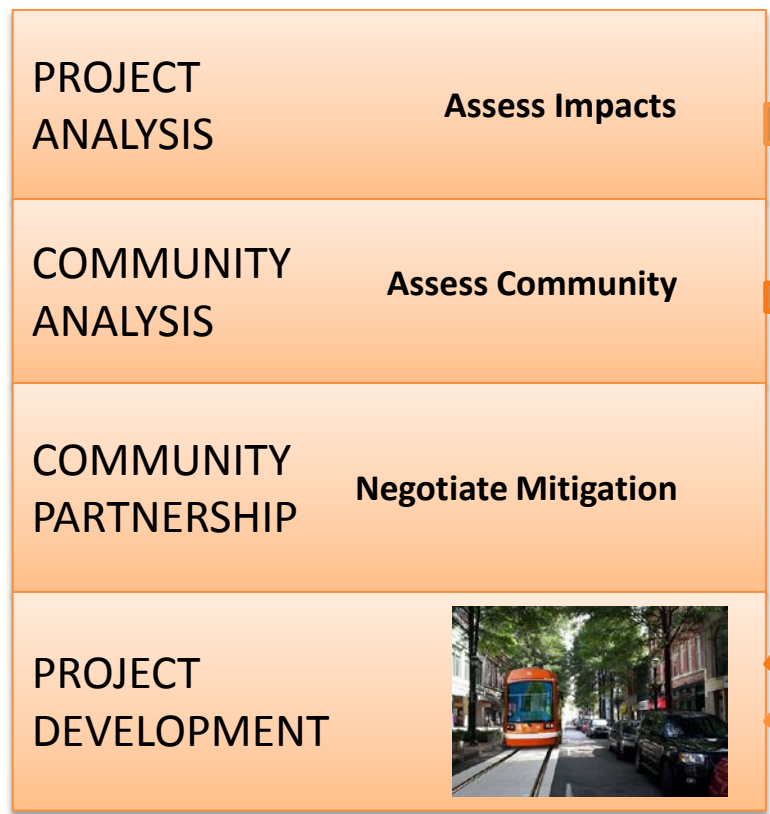 PROJECT
ANALYSIS
Assess Impacts
COMMUNITY
ANALYSIS
Assess Community
COMMUNITY
PARTNERSHIP
Negotiate Mitigation
PROJECT
DEVELOPMENT